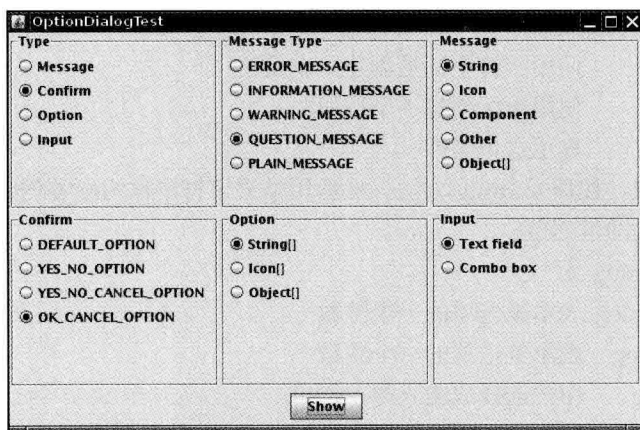 OptionDialogTest
Type
Message
Confirm
Option
Input
Message Type
ERROR_MESSAGE
INFORMATION_MESSAGE
WARNING_MESSAGE
QUESTION_MESSAGE
PLAIN_MESSAGE
Message
String
Icon
Component
Other
Object[]
Confirm
DEFAULT_OPTION
YES_NO_OPTION
YES_NO_CANCEL_OPTION
OK_CANCEL_OPTION
Option
String[]
Icon[]
Object[]
Input
Text field
Combo box
Show